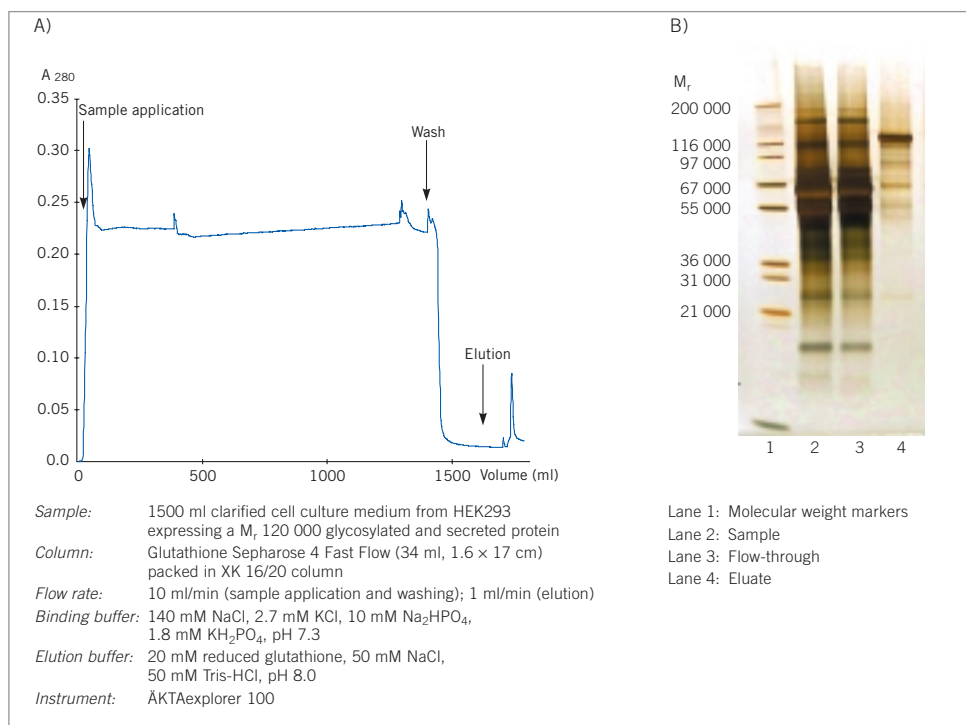 A)
A 280
0.35
0.30
0.25
0.20
0.15
0.10
0.05
0.0
Sample application
Wash
Elution
0 500 1000 1500 Volume (ml)
Sample: 1500 ml clarified cell culture medium from HEK293
expressing a Mr 120 000 glycosylated and secreted protein
Column: Glutathione Sepharose 4 Fast Flow (34 ml, 1.6 × 17 cm)
packed in XK 16/20 column
Flow rate: 10 ml/min (sample application and washing); 1 ml/min (elution)
Binding buffer: 140 mM NaCl, 2.7 mM KCl, 10 mM Na₂HPO₄,
1.8 mM KH₂PO₄, pH 7.3
Elution buffer: 20 mM reduced glutathione, 50 mM NaCl,
50 mM Tris-HCl, pH 8.0
Instrument: ÄKTAexplorer 100
B)
Mr
200 000
116 000
97 000
67 000
55 000
36 000
31 000
21 000
1 2 3 4
Lane 1: Molecular weight markers
Lane 2: Sample
Lane 3: Flow-through
Lane 4: Eluate